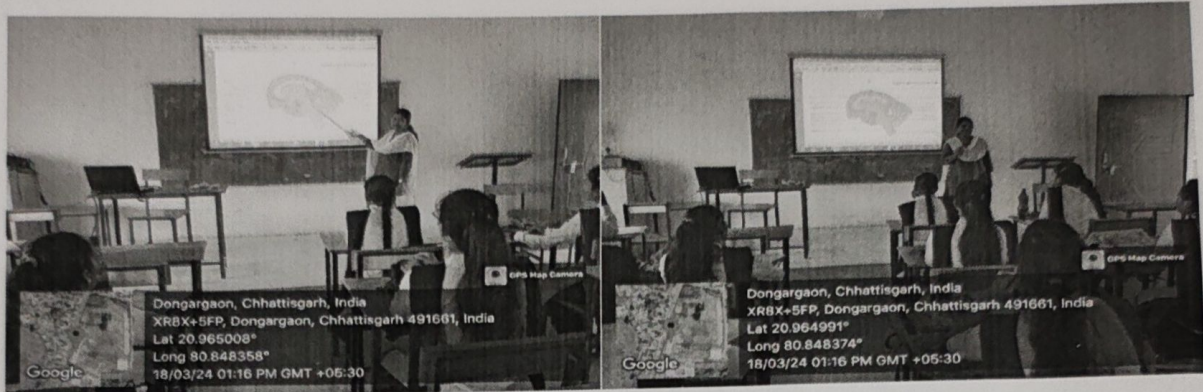 GPS Map Camera
Dongargaon, Chhattisgarh, India
XR8X+5FP, Dongargaon, Chhattisgarh 491661, India
Lat 20.965008°
Long 80.848358°
18/03/24 01:16 PM GMT +05:30
Google
GPS Map Camera
Dongargaon, Chhattisgarh, India
XR8X+5FP, Dongargaon, Chhattisgarh 491661, India
Lat 20.964991°
Long 80.848374°
18/03/24 01:16 PM GMT +05:30
Google